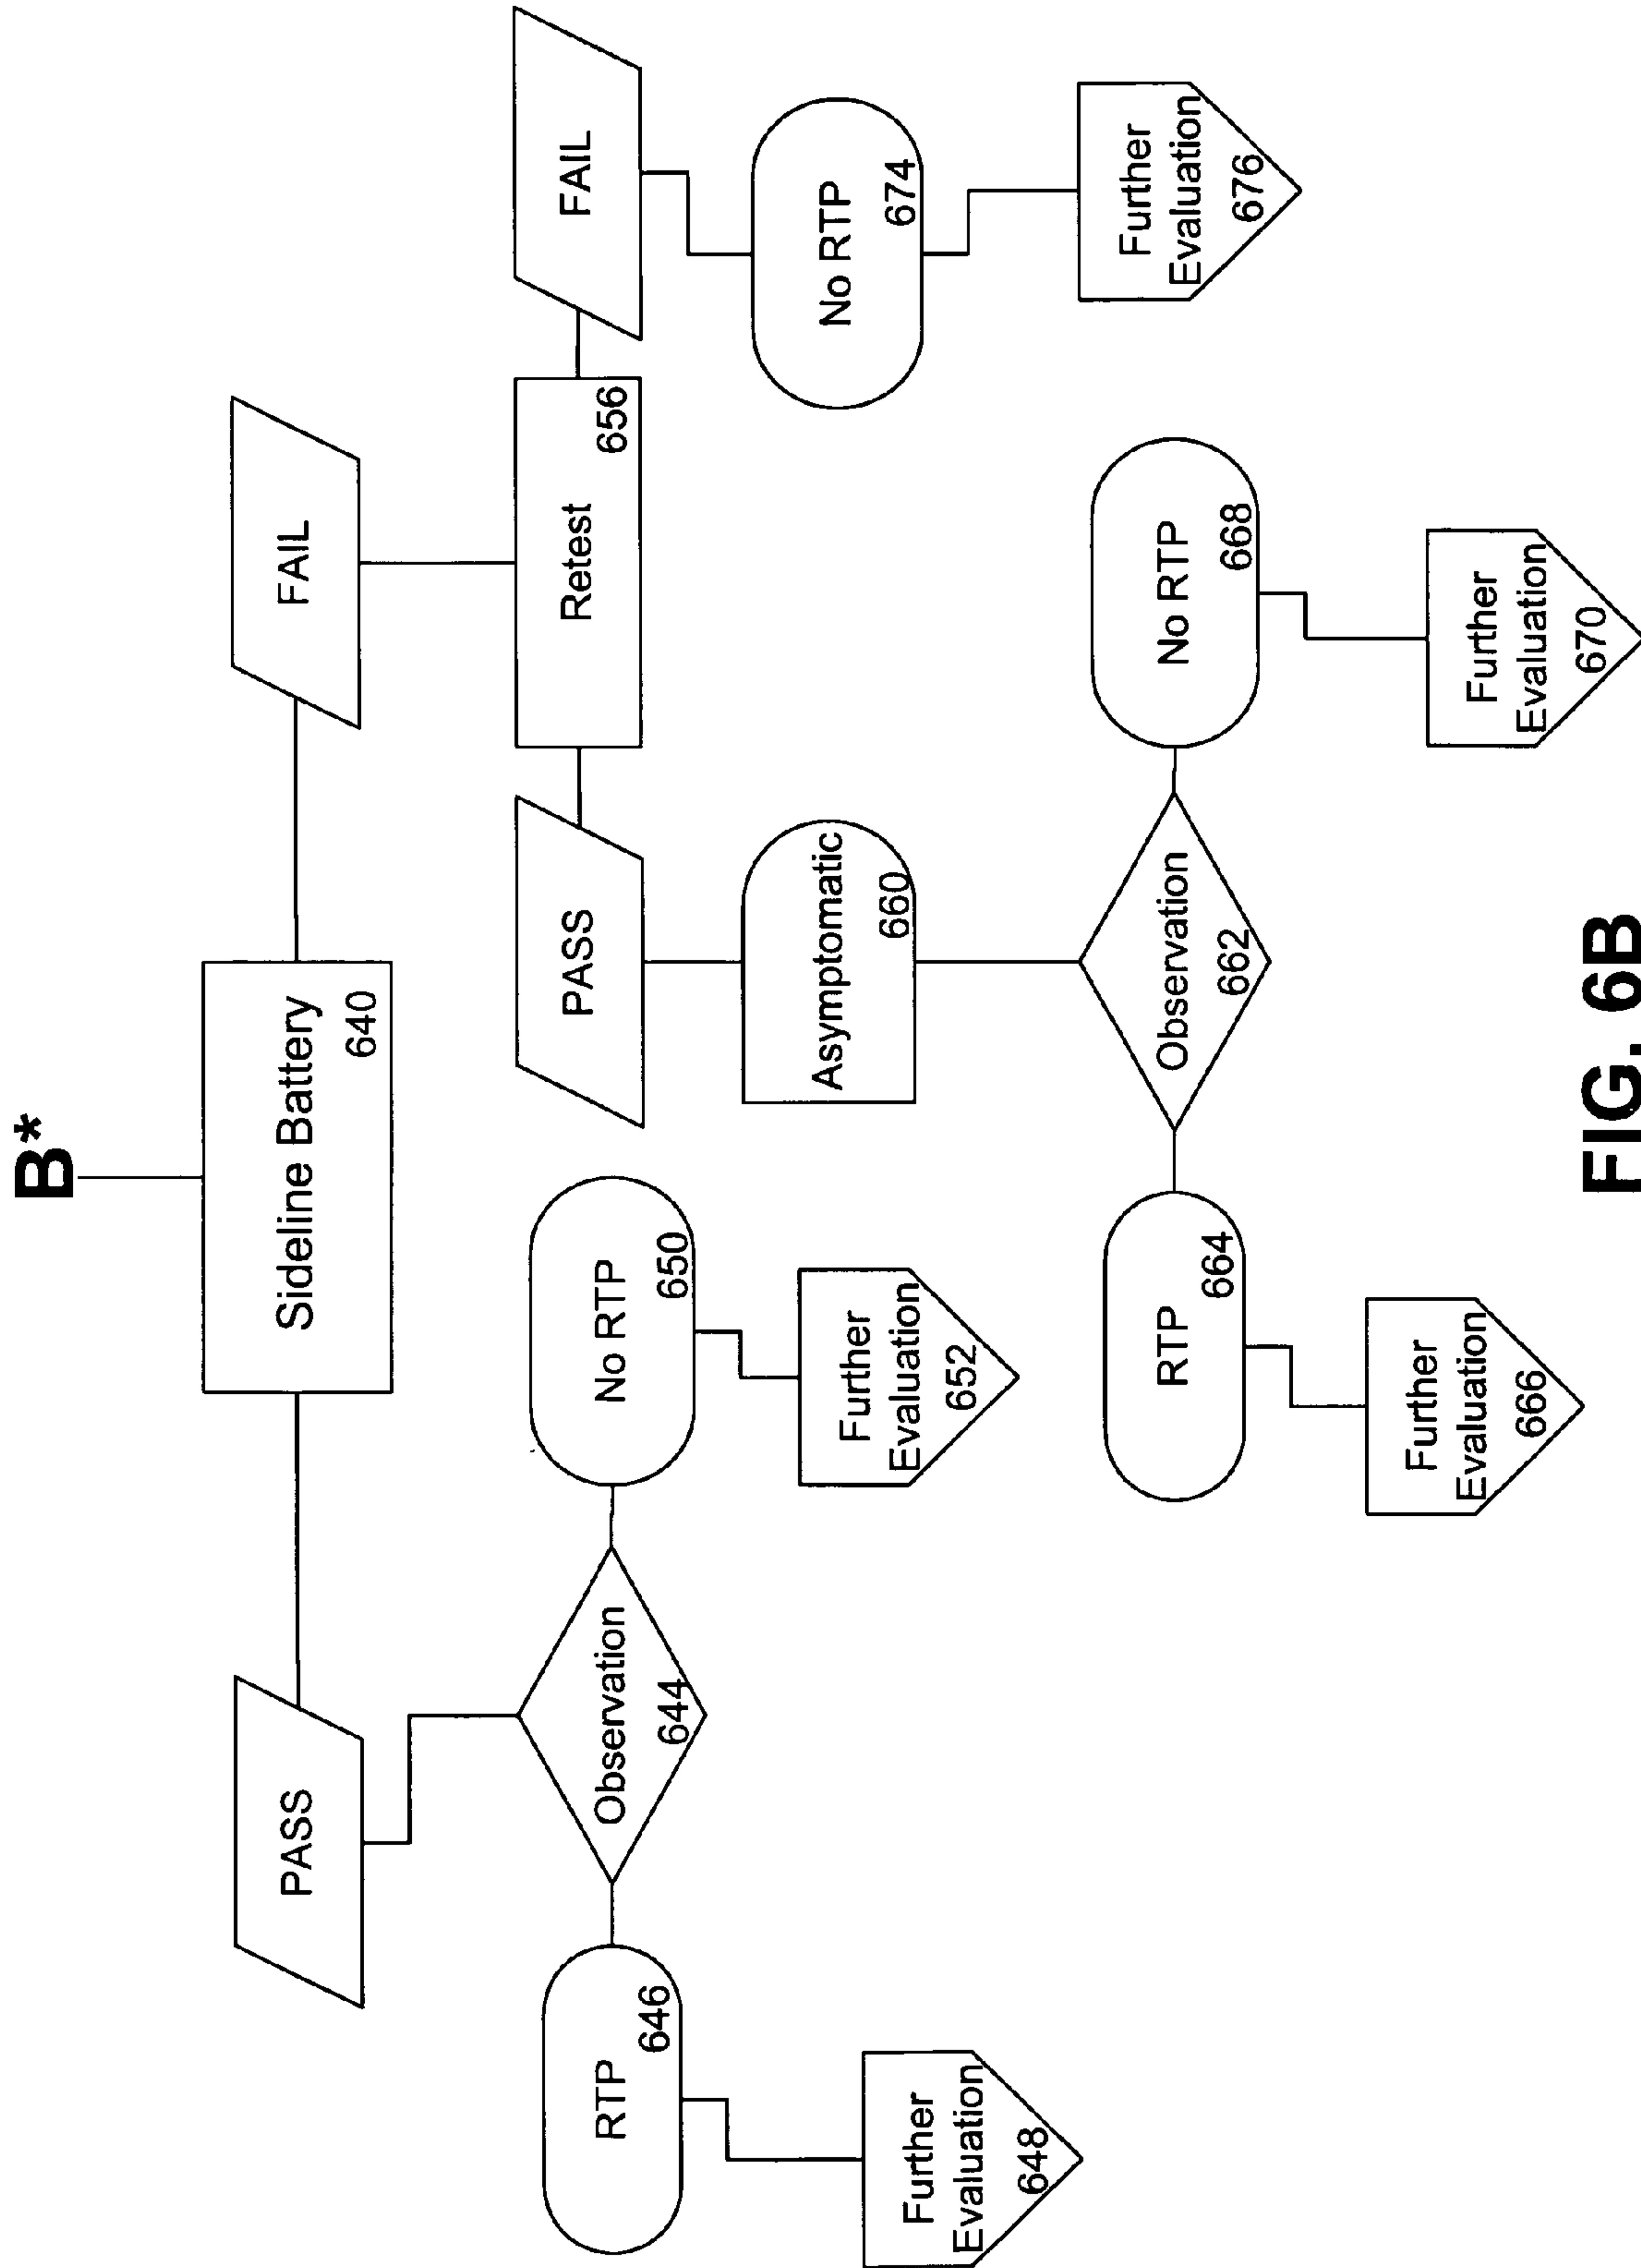 B*
Sideline Battery
640
PASS
FAIL
Observation
644
RTP
646
Further
Evaluation
648
No RTP
650
Further
Evaluation
652
Retest
656
PASS
Asymptomatic
660
Observation
662
RTP
664
Further
Evaluation
666
No RTP
668
Further
Evaluation
670
FAIL
No RTP
674
Further
Evaluation
676
FIG. 6B